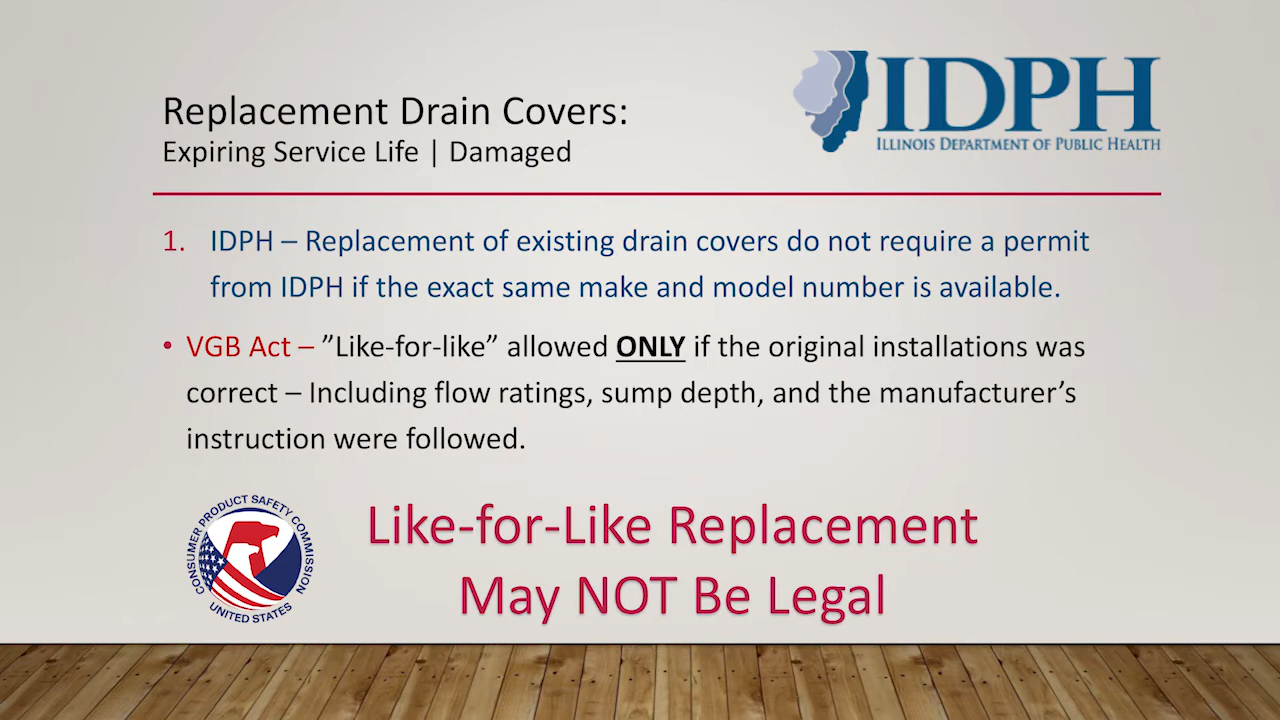 IDPH
ILLINOIS DEPARTMENT OF PUBLIC HEALTH
Replacement Drain Covers:
Expiring Service Life | Damaged
1. IDPH – Replacement of existing drain covers do not require a permit
from IDPH if the exact same make and model number is available.
• VGB Act – ”Like-for-like” allowed ONLY if the original installations was
correct – Including flow ratings, sump depth, and the manufacturer’s
instruction were followed.
CONSUMER PRODUCT SAFETY COMMISSION
UNITED STATES
Like-for-Like Replacement
May NOT Be Legal